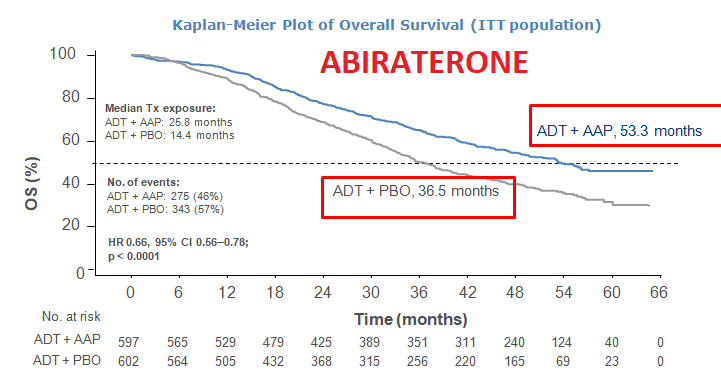 Kaplan-Meier Plot of Overall Survival (ITT population)
ABIRATERONE
100
80
60
40
20
0
OS (%)
Median Tx exposure:
ADT + AAP: 25.8 months
ADT + PBO: 14.4 months
ADT + AAP, 53.3 months
No. of events:
ADT + AAP: 275 (46%)
ADT + PBO: 343 (57%)
ADT + PBO, 36.5 months
HR 0.66, 95% CI 0.56–0.78;
p < 0.0001
0 6 12 18 24 30 36 42 48 54 60 66
No. at risk
Time (months)
ADT + AAP 597 565 529 479 425 389 351 311 240 124 40 0
ADT + PBO 602 564 505 432 368 315 256 220 165 69 23 0